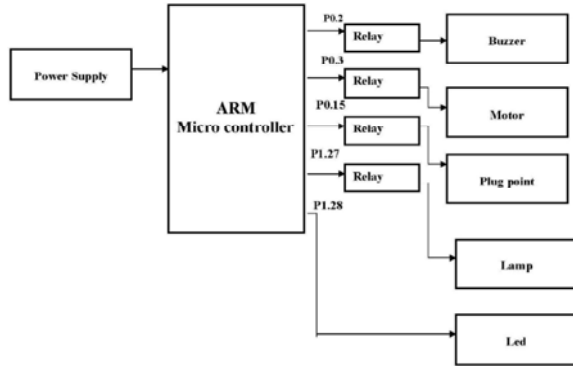 Power Supply
ARM
Micro controller
P0.2
P0.3
P0.15
P1.27
P1.28
Relay
Relay
Relay
Relay
Buzzer
Motor
Plug point
Lamp
Led